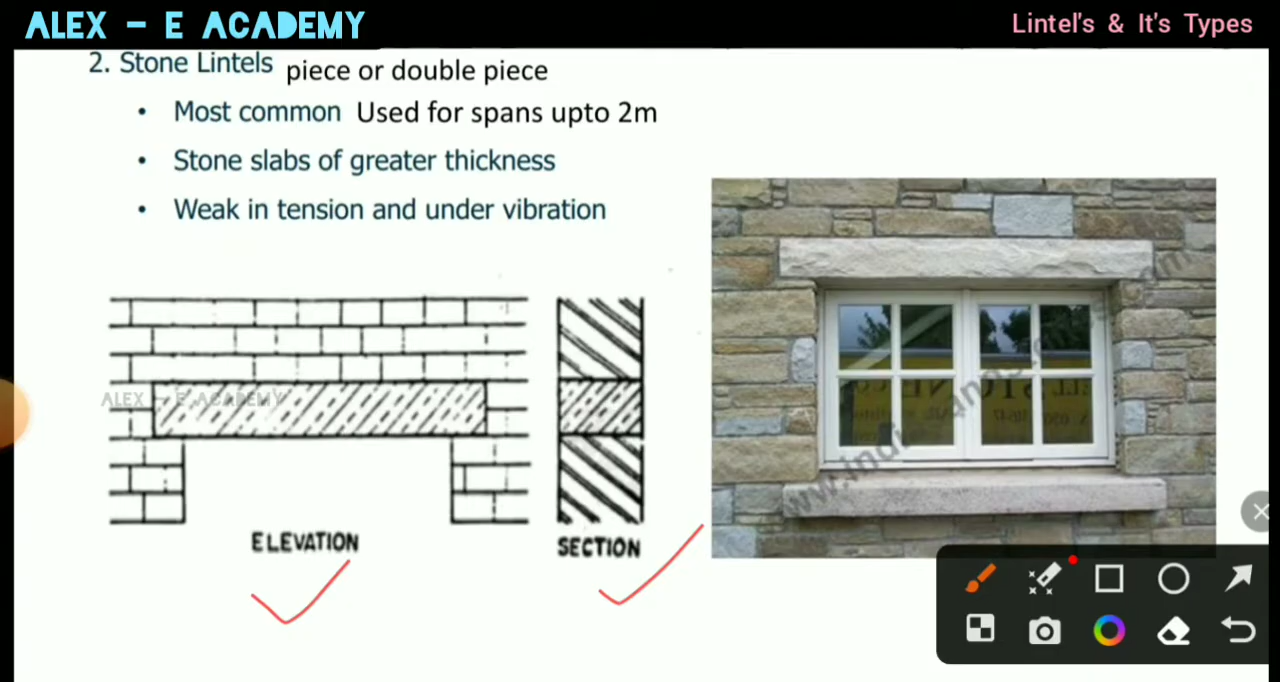 ALEX - E ACADEMY
Lintel's & It's Types
2. Stone Lintels piece or double piece
• Most common Used for spans upto 2m
• Stone slabs of greater thickness
• Weak in tension and under vibration
ALEX - E ACADEMY
ELEVATION
SECTION